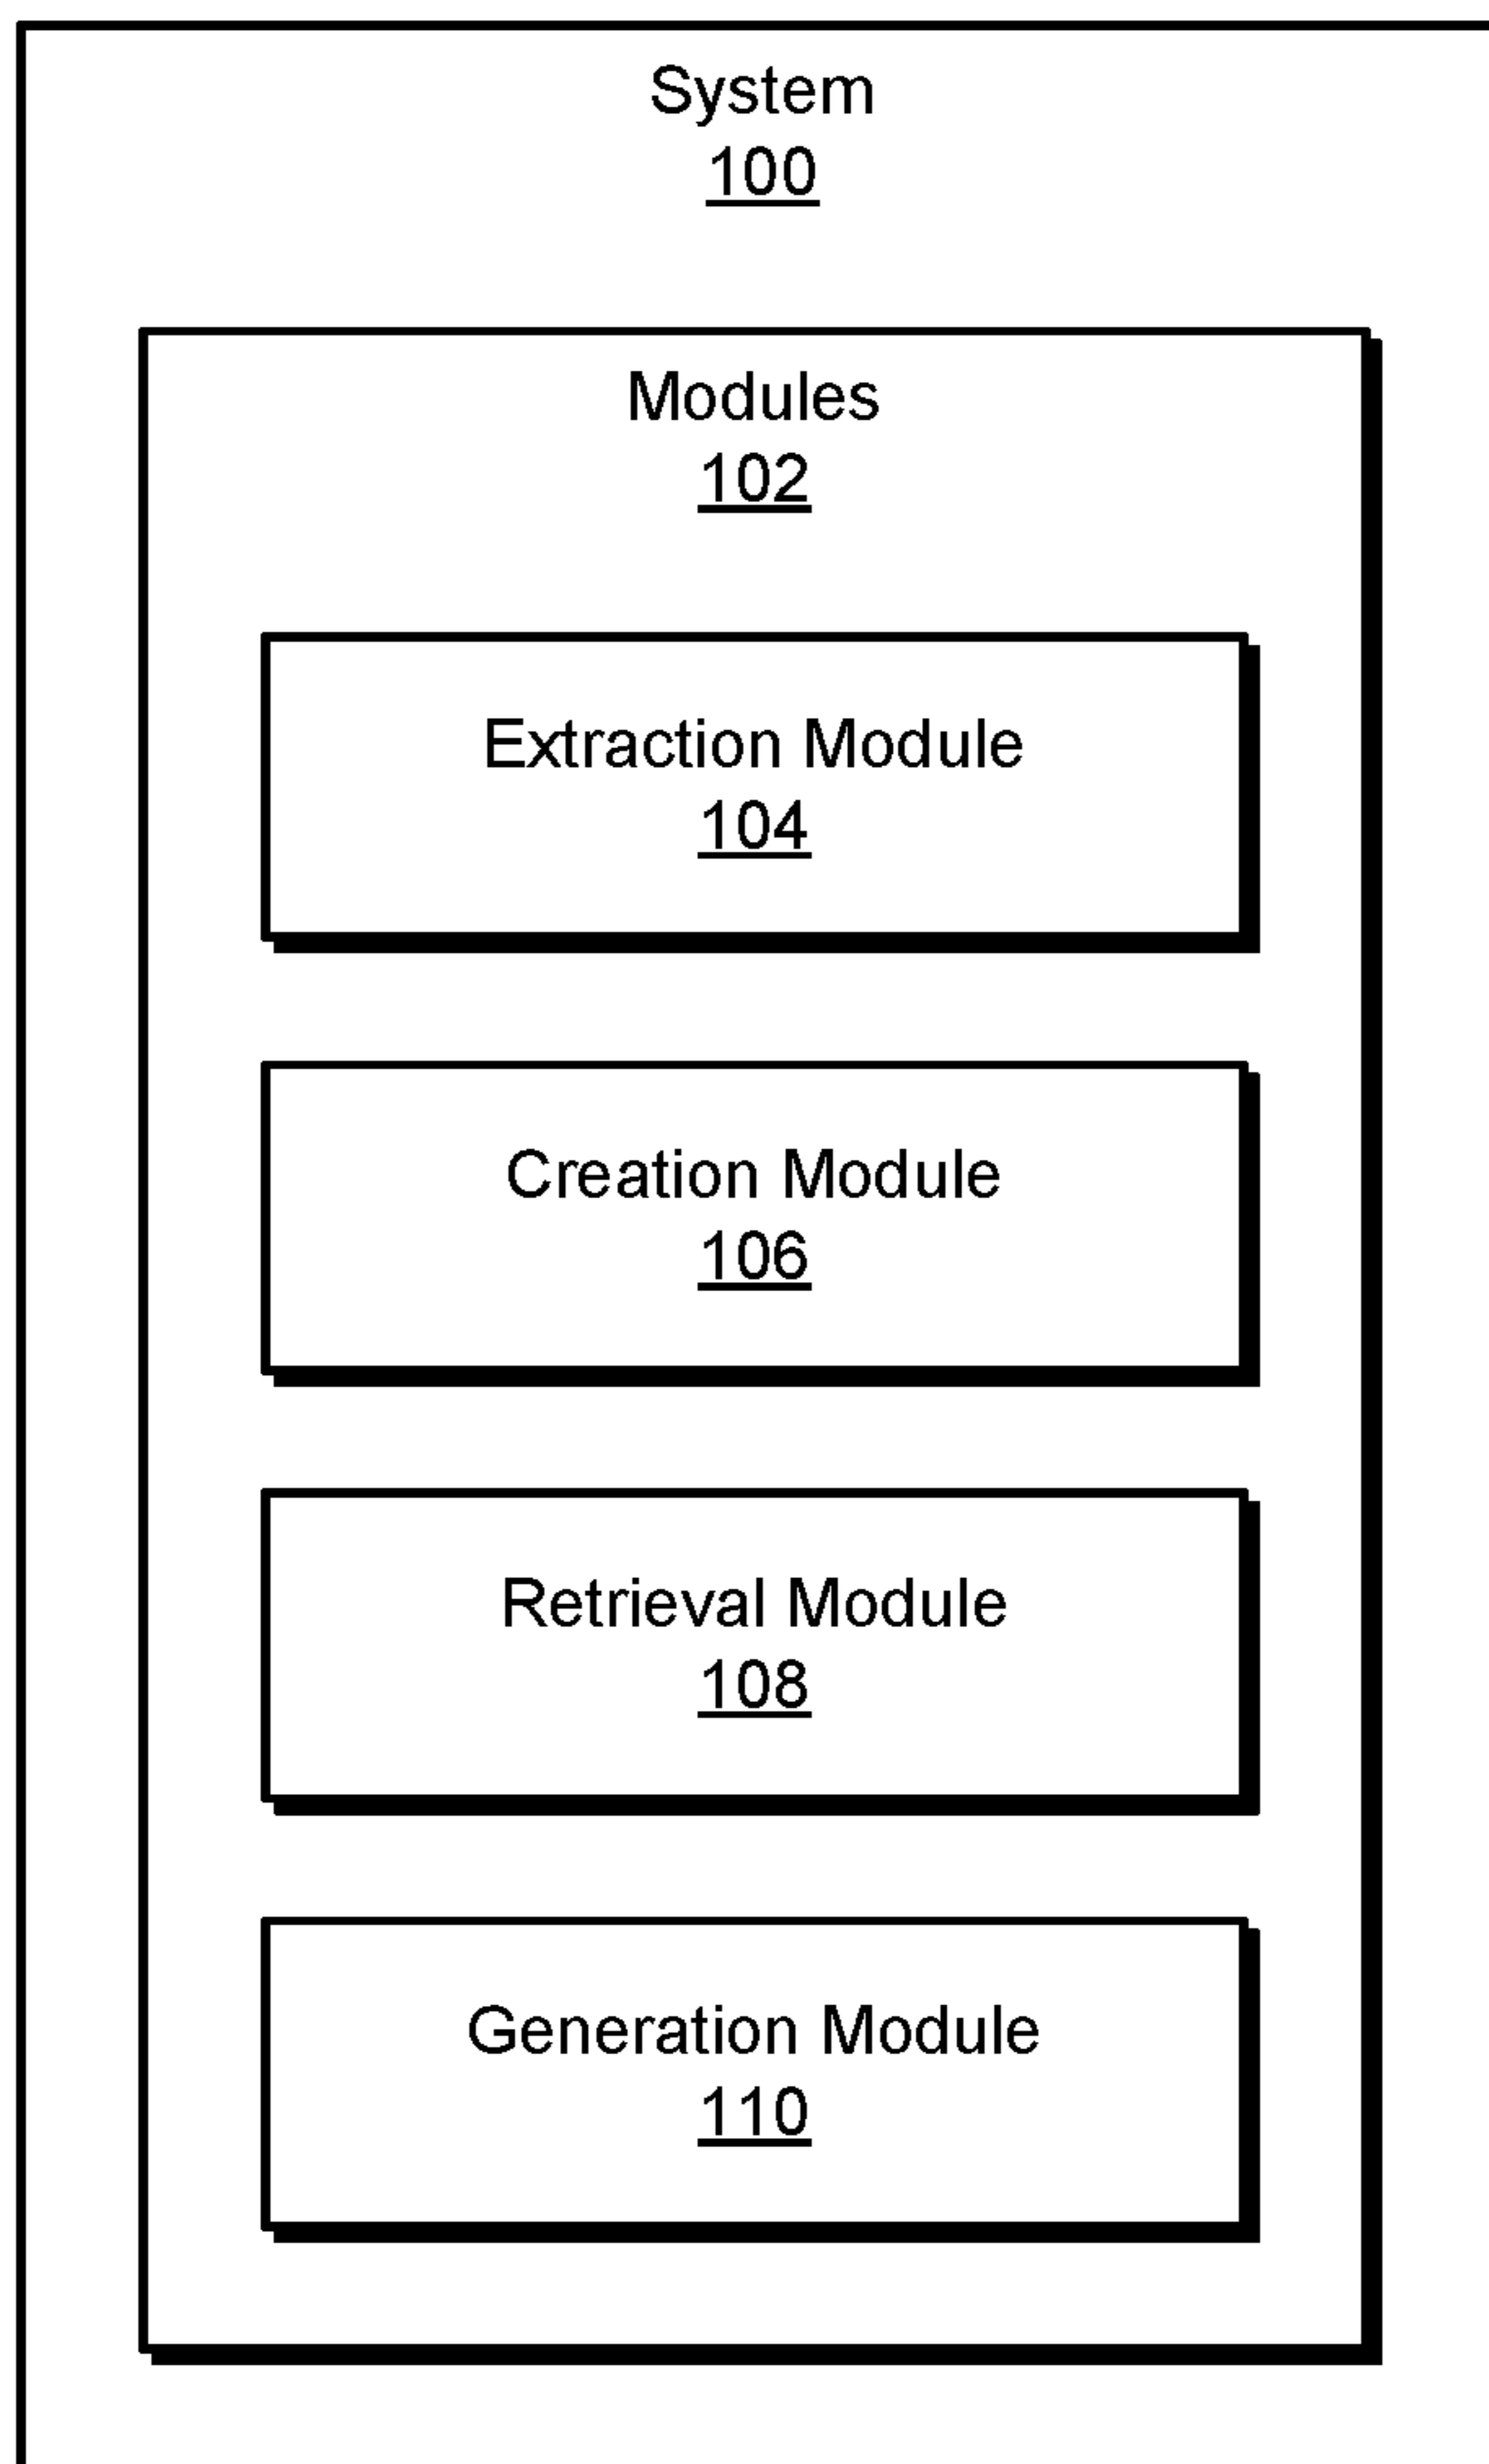 System
100
Modules
102
Extraction Module
104
Creation Module
106
Retrieval Module
108
Generation Module
110